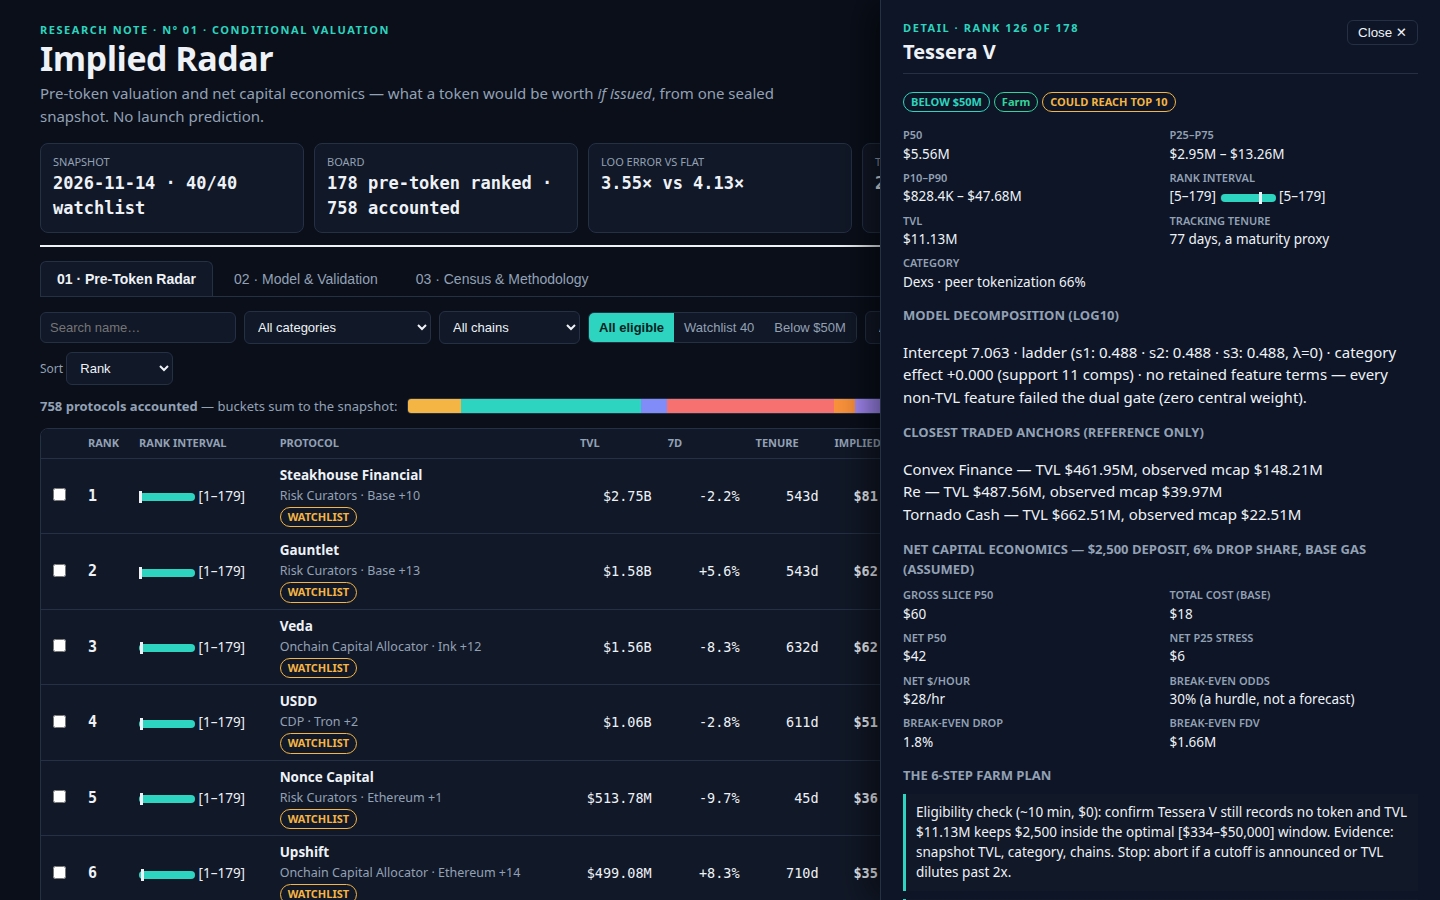 RESEARCH NOTE · Nº 01 · CONDITIONAL VALUATION
Implied Radar
Pre-token valuation and net capital economics — what a token would be worth if issued, from one sealed
snapshot. No launch prediction.
SNAPSHOT
2026-11-14 · 40/40
watchlist
BOARD
178 pre-token ranked ·
758 accounted
LOO ERROR VS FLAT
3.55× vs 4.13×
01 · Pre-Token Radar
02 · Model & Validation
03 · Census & Methodology
Search name…
All categories
All chains
All eligible
Watchlist 40
Below $50M
Sort
Rank
758 protocols accounted — buckets sum to the snapshot:
RANK RANK INTERVAL PROTOCOL TVL 7D TENURE IMPLIED
1 [1–179] Steakhouse Financial $2.75B -2.2% 543d $81
Risk Curators · Base +10
WATCHLIST
2 [1–179] Gauntlet $1.58B +5.6% 543d $62
Risk Curators · Base +13
WATCHLIST
3 [1–179] Veda $1.56B -8.3% 632d $62
Onchain Capital Allocator · Ink +12
WATCHLIST
4 [1–179] USDD $1.06B -2.8% 611d $51
CDP · Tron +2
WATCHLIST
5 [1–179] Nonce Capital $513.78M -9.7% 45d $36
Risk Curators · Ethereum +1
WATCHLIST
6 [1–179] Upshift $499.08M +8.3% 710d $35
Onchain Capital Allocator · Ethereum +14
WATCHLIST
DETAIL · RANK 126 OF 178
Tessera V
Close ✕
BELOW $50M
Farm
COULD REACH TOP 10
P50
$5.56M
P25–P75
$2.95M – $13.26M
P10–P90
$828.4K – $47.68M
RANK INTERVAL
[5–179] [5–179]
TVL
$11.13M
TRACKING TENURE
77 days, a maturity proxy
CATEGORY
Dexs · peer tokenization 66%
MODEL DECOMPOSITION (LOG10)
Intercept 7.063 · ladder (s1: 0.488 · s2: 0.488 · s3: 0.488, λ=0) · category
effect +0.000 (support 11 comps) · no retained feature terms — every
non-TVL feature failed the dual gate (zero central weight).
CLOSEST TRADED ANCHORS (REFERENCE ONLY)
Convex Finance — TVL $461.95M, observed mcap $148.21M
Re — TVL $487.56M, observed mcap $39.97M
Tornado Cash — TVL $662.51M, observed mcap $22.51M
NET CAPITAL ECONOMICS — $2,500 DEPOSIT, 6% DROP SHARE, BASE GAS
(ASSUMED)
GROSS SLICE P50
$60
TOTAL COST (BASE)
$18
NET P50
$42
NET P25 STRESS
$6
NET $/HOUR
$28/hr
BREAK-EVEN ODDS
30% (a hurdle, not a forecast)
BREAK-EVEN DROP
1.8%
BREAK-EVEN FDV
$1.66M
THE 6-STEP FARM PLAN
Eligibility check (~10 min, $0): confirm Tessera V still records no token and TVL
$11.13M keeps $2,500 inside the optimal [$334–$50,000] window. Evidence:
snapshot TVL, category, chains. Stop: abort if a cutoff is announced or TVL
dilutes past 2x.